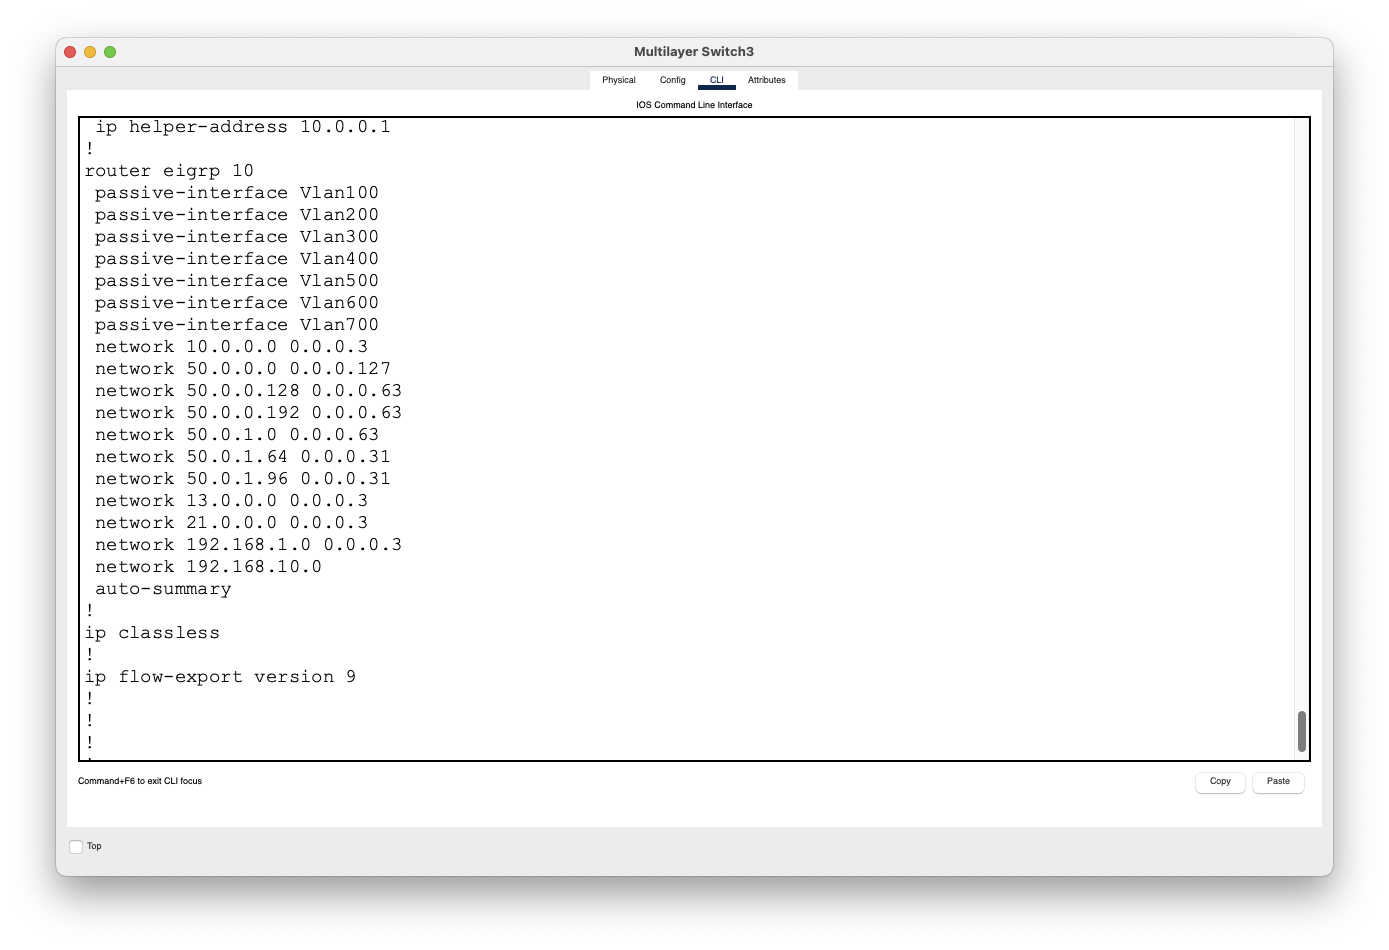 Multilayer Switch3
Physical Config CLI Attributes
IOS Command Line Interface
ip helper-address 10.0.0.1
!
router eigrp 10
passive-interface Vlan100
passive-interface Vlan200
passive-interface Vlan300
passive-interface Vlan400
passive-interface Vlan500
passive-interface Vlan600
passive-interface Vlan700
network 10.0.0.0 0.0.0.3
network 50.0.0.0 0.0.0.127
network 50.0.0.128 0.0.0.63
network 50.0.0.192 0.0.0.63
network 50.0.1.0 0.0.0.63
network 50.0.1.64 0.0.0.31
network 50.0.1.96 0.0.0.31
network 13.0.0.0 0.0.0.3
network 21.0.0.0 0.0.0.3
network 192.168.1.0 0.0.0.3
network 192.168.10.0
auto-summary
!
ip classless
!
ip flow-export version 9
!
!
!
Command+F6 to exit CLI focus
Copy Paste
Top